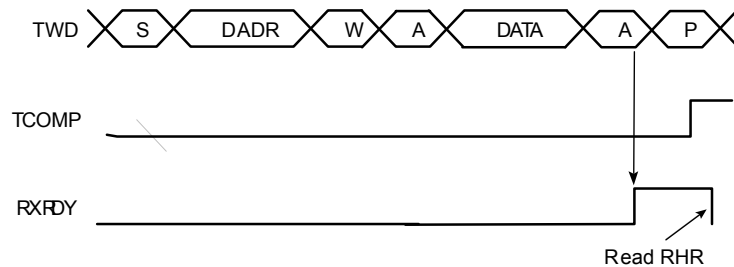 TWD S DADR W A DATA A P
TCOMP
RXRDY
Read RHR